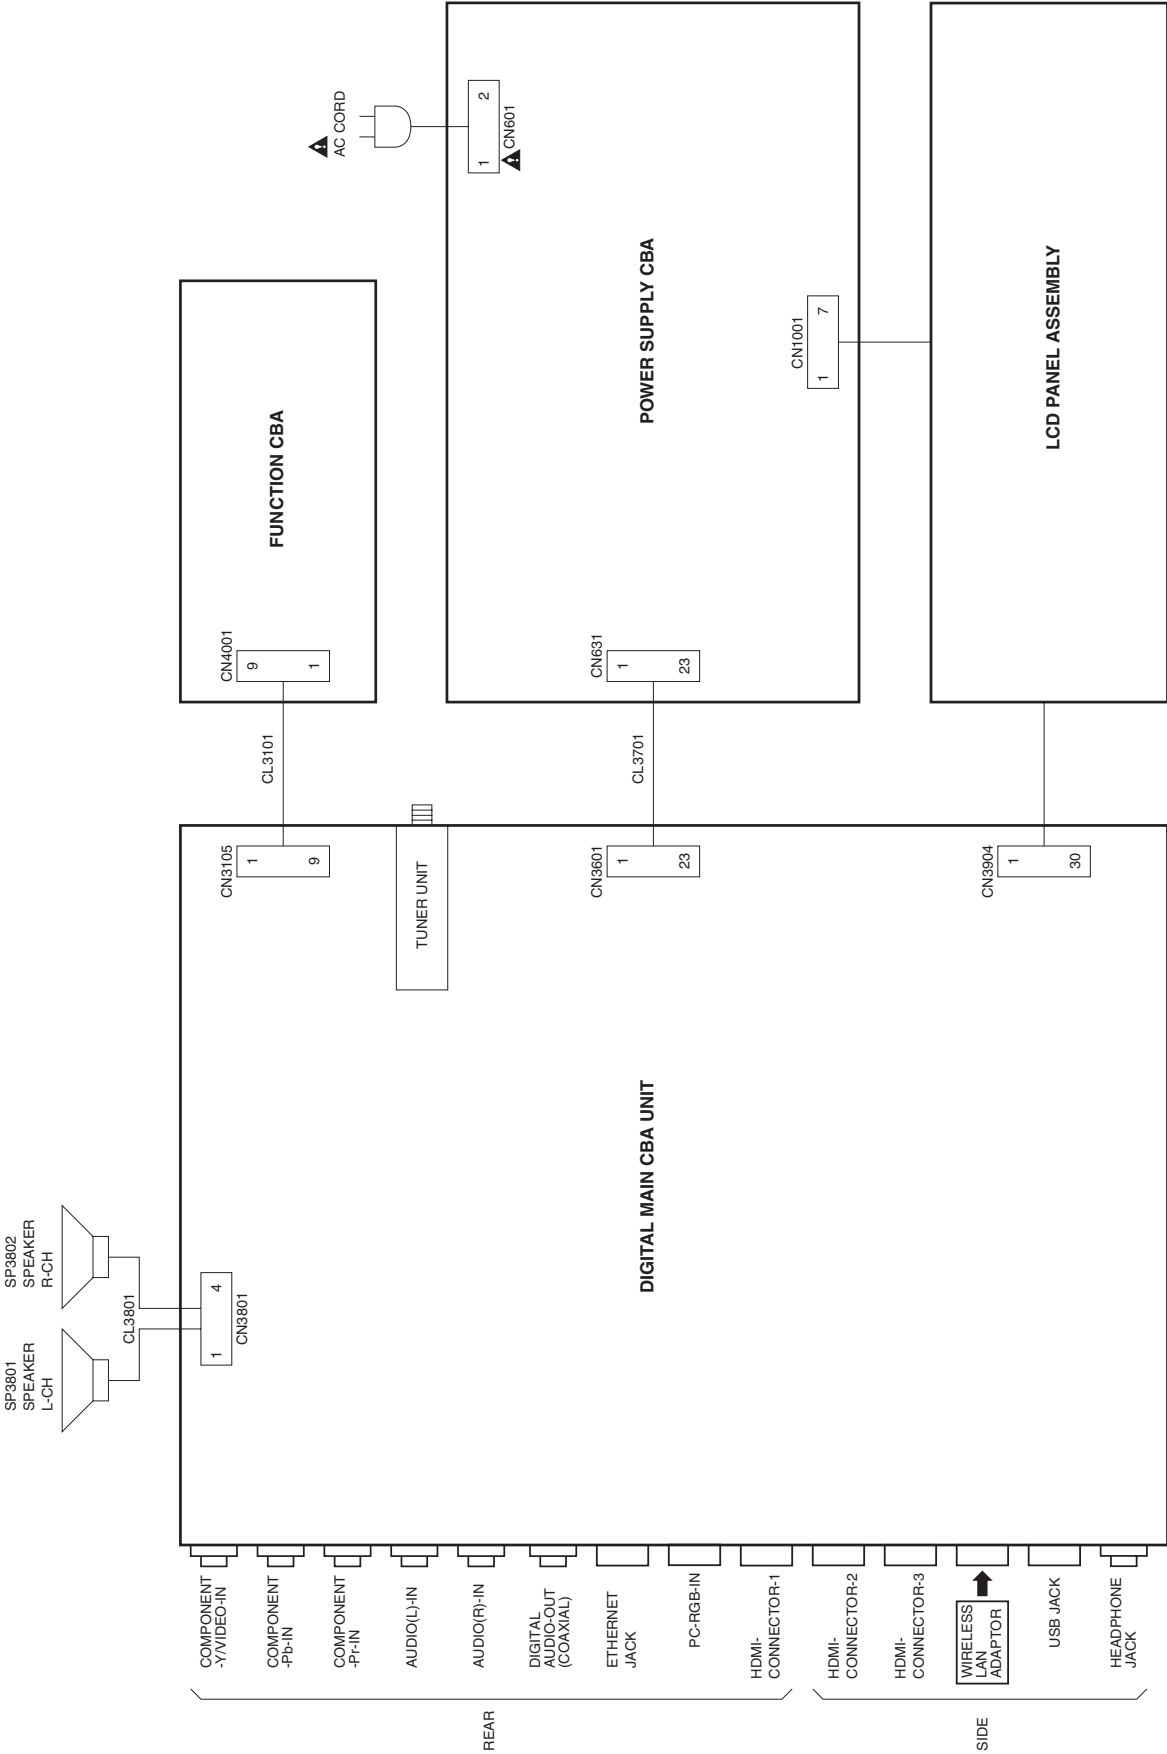 SP3801
SPEAKER
L-CH
SP3802
SPEAKER
R-CH
CL3801
1 4
CN3801
AC CORD
1 2
CN601
FUNCTION CBA
CN4001
9
1
CL3101
CN3105
1
9
TUNER UNIT
POWER SUPPLY CBA
CN631
1
23
CL3701
CN3601
1
23
CN1001
1 7
DIGITAL MAIN CBA UNIT
LCD PANEL ASSEMBLY
CN3904
1
30
COMPONENT
-Y/VIDEO-IN
COMPONENT
-Pb-IN
COMPONENT
-Pr-IN
AUDIO(L)-IN
AUDIO(R)-IN
DIGITAL
AUDIO-OUT
(COAXIAL)
ETHERNET
JACK
PC-RGB-IN
HDMI-
CONNECTOR-1
HDMI-
CONNECTOR-2
HDMI-
CONNECTOR-3
WIRELESS
LAN
ADAPTOR
USB JACK
HEADPHONE
JACK
REAR
SIDE